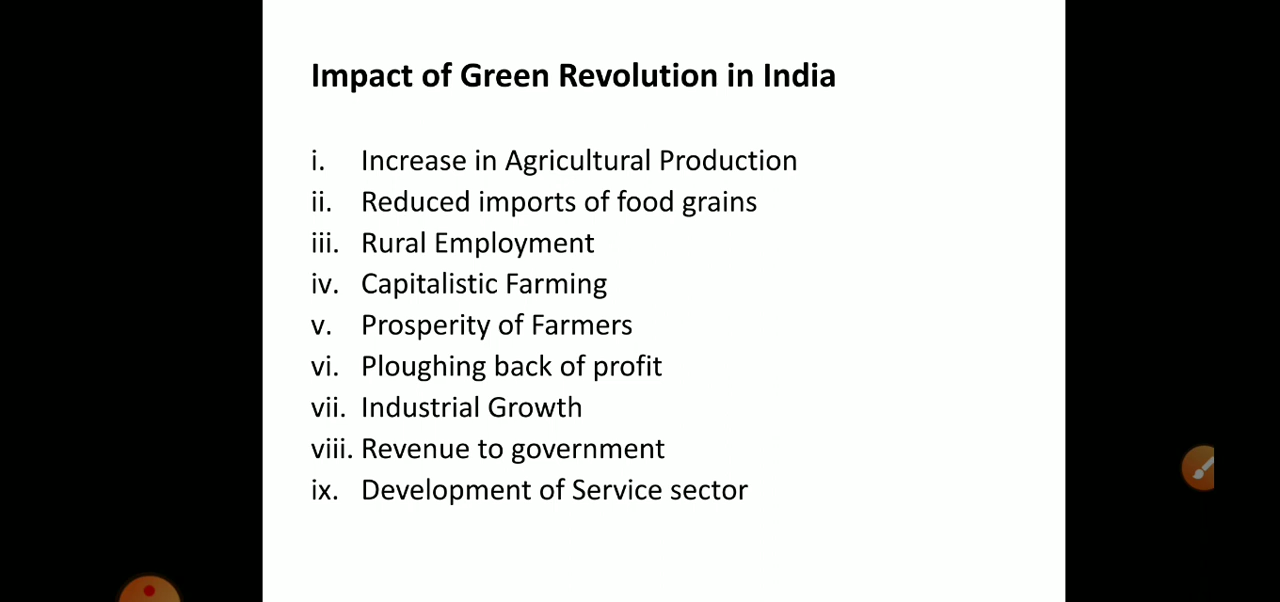 Impact of Green Revolution in India
i. Increase in Agricultural Production
ii. Reduced imports of food grains
iii. Rural Employment
iv. Capitalistic Farming
v. Prosperity of Farmers
vi. Ploughing back of profit
vii. Industrial Growth
viii. Revenue to government
ix. Development of Service sector